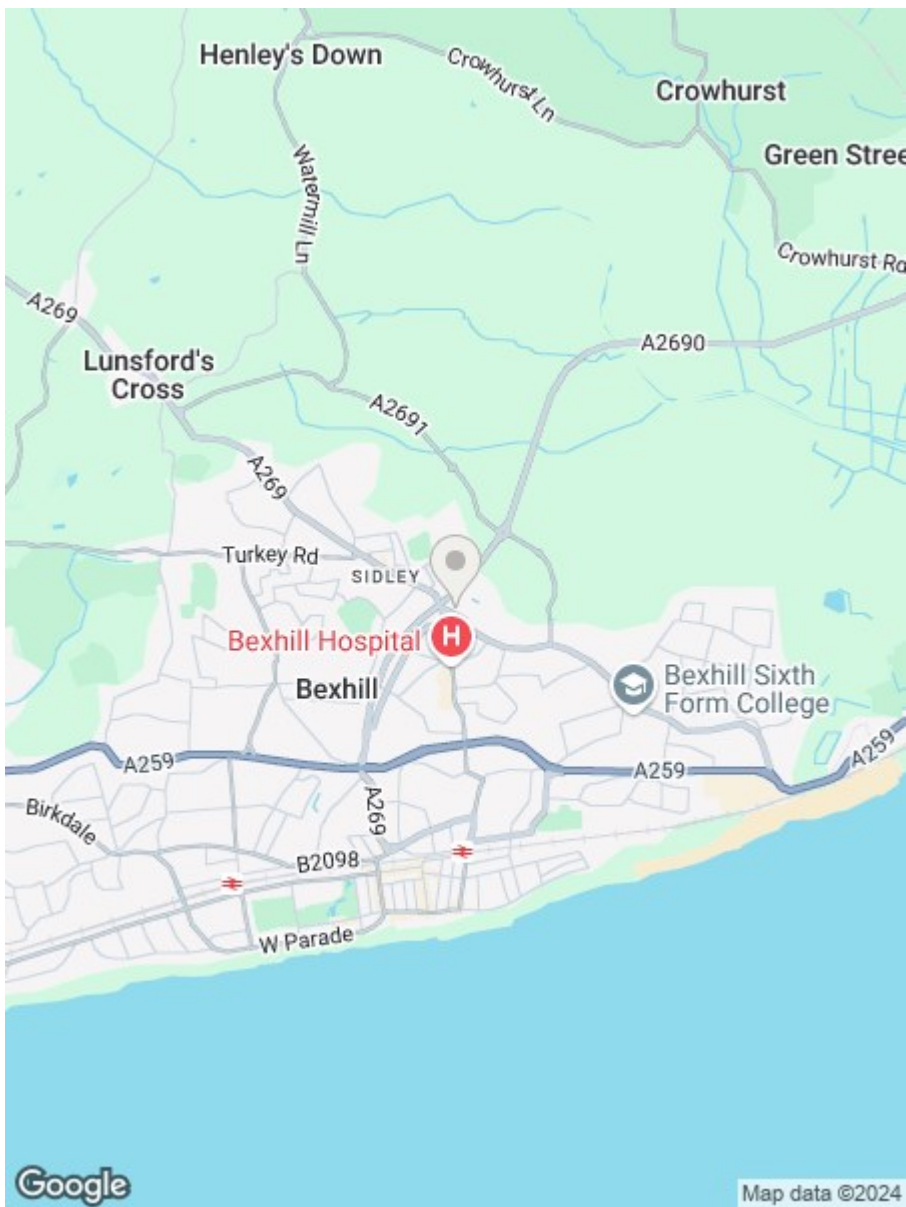 Henley's Down
Crowhurst Ln
Crowhurst
Green Stree
Watermill Ln
Crowhurst Rd
A269
A2690
Lunsford's
Cross
A2691
A269
Turkey Rd
SIDLEY
Bexhill Hospital
H
Bexhill
Bexhill Sixth
Form College
A259
A259
A259
Birkdale
A269
B2098
W Parade
Google
Map data ©2024